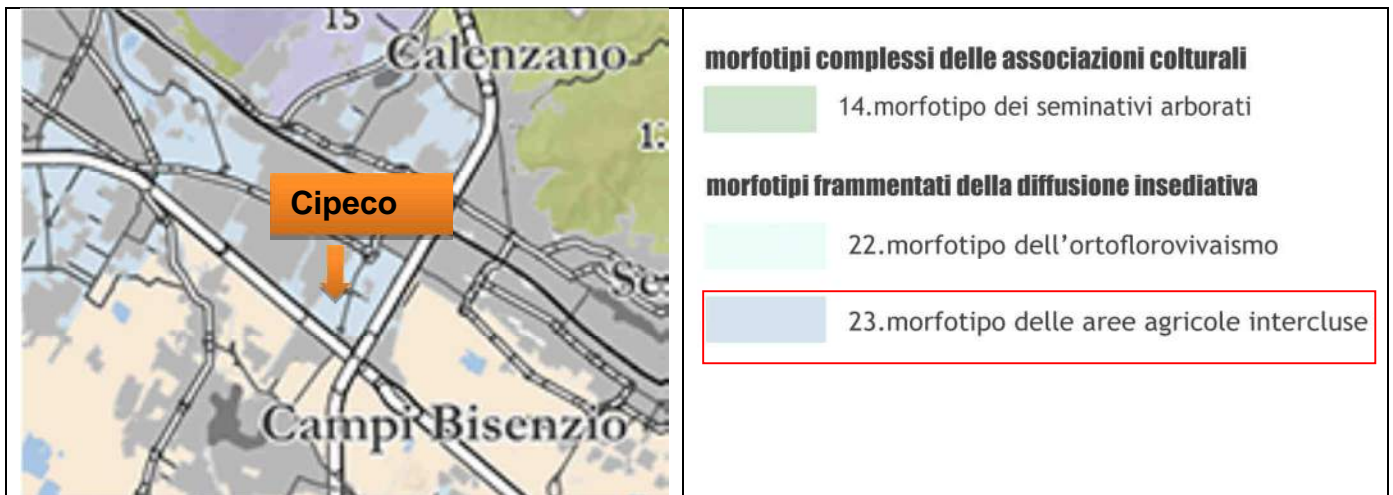 15
Calenzano
Cipeco
Campi Bisenzio
morfotipi complessi delle associazioni colturali
14.morfotipo dei seminativi arborati
morfotipi frammentati della diffusione insediativa
22.morfotipo dell’ortoflorovivaismo
23.morfotipo delle aree agricole intercluse